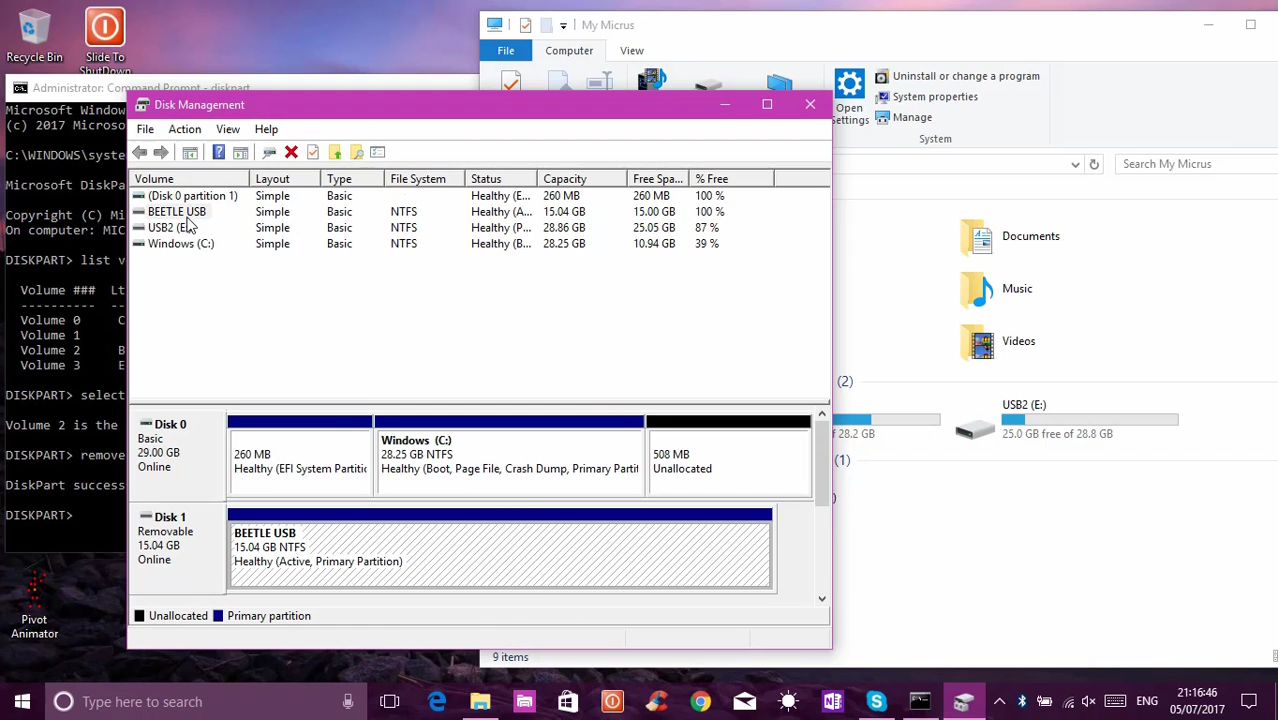 Recycle Bin
Slide To
ShutDown
Administrator: Command Prompt - diskpart
Microsoft Window
(c) 2017 Microso
C:\WINDOWS\syste
Microsoft DiskPa
Copyright (C) Mi
On computer: MIC
DISKPART> list v
Volume ### Lt
---------- --
Volume 0 C
Volume 1
Volume 2 B
Volume 3 E
DISKPART> select
Volume 2 is the
DISKPART> remove
DiskPart success
DISKPART>
Pivot
Animator
My Micrus
File Computer View
Open
Settings
Uninstall or change a program
System properties
Manage
System
Search My Micrus
Documents
Music
Videos
(2)
USB2 (E:)
of 28.2 GB
25.0 GB free of 28.8 GB
(1)
9 items
Disk Management
File Action View Help
Volume Layout Type File System Status Capacity Free Spa... % Free
(Disk 0 partition 1) Simple Basic Healthy (E... 260 MB 260 MB 100 %
BEETLE USB Simple Basic NTFS Healthy (A... 15.04 GB 15.00 GB 100 %
USB2 (E Simple Basic NTFS Healthy (P... 28.86 GB 25.05 GB 87 %
Windows (C:) Simple Basic NTFS Healthy (B... 28.25 GB 10.94 GB 39 %
Disk 0
Basic
29.00 GB
Online
260 MB
Healthy (EFI System Partitic
Windows (C:)
28.25 GB NTFS
Healthy (Boot, Page File, Crash Dump, Primary Parti
508 MB
Unallocated
Disk 1
Removable
15.04 GB
Online
BEETLE USB
15.04 GB NTFS
Healthy (Active, Primary Partition)
Unallocated Primary partition
Type here to search
ENG
21:16:46
05/07/2017